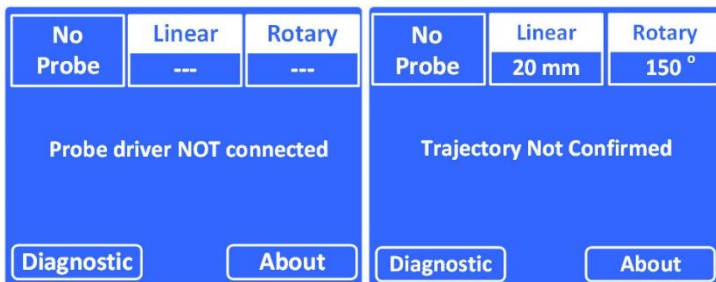 No Probe
Linear
Rotary
---
---
Probe driver NOT connected
Diagnostic
About
No Probe
Linear
Rotary
20 mm
150 °
Trajectory Not Confirmed
Diagnostic
About